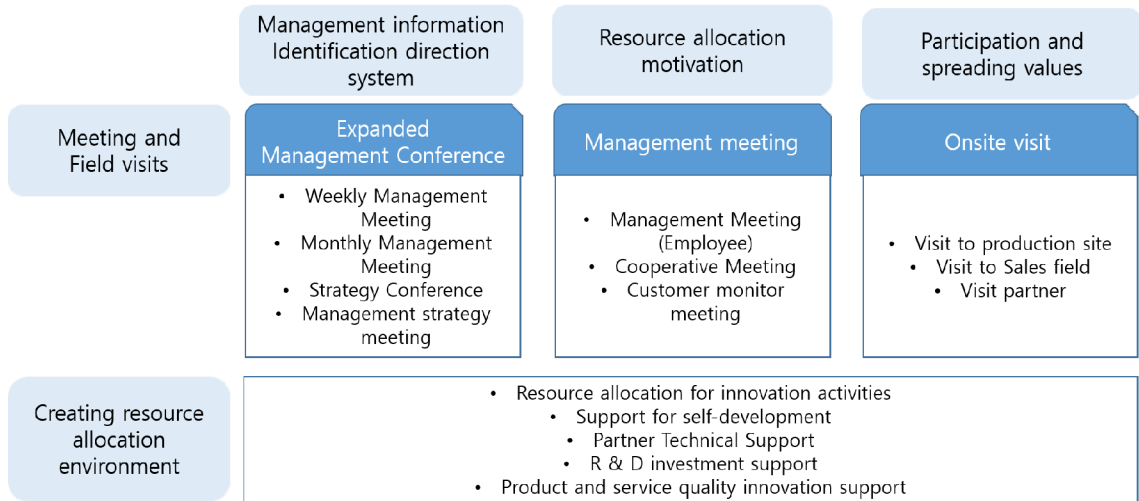 Management information
Identification direction
system
Resource allocation
motivation
Participation and
spreading values
Meeting and
Field visits
Expanded
Management Conference
• Weekly Management
Meeting
• Monthly Management
Meeting
• Strategy Conference
• Management strategy
meeting
Management meeting
• Management Meeting
(Employee)
• Cooperative Meeting
• Customer monitor
meeting
Onsite visit
• Visit to production site
• Visit to Sales field
• Visit partner
Creating resource
allocation
environment
• Resource allocation for innovation activities
• Support for self-development
• Partner Technical Support
• R & D investment support
• Product and service quality innovation support